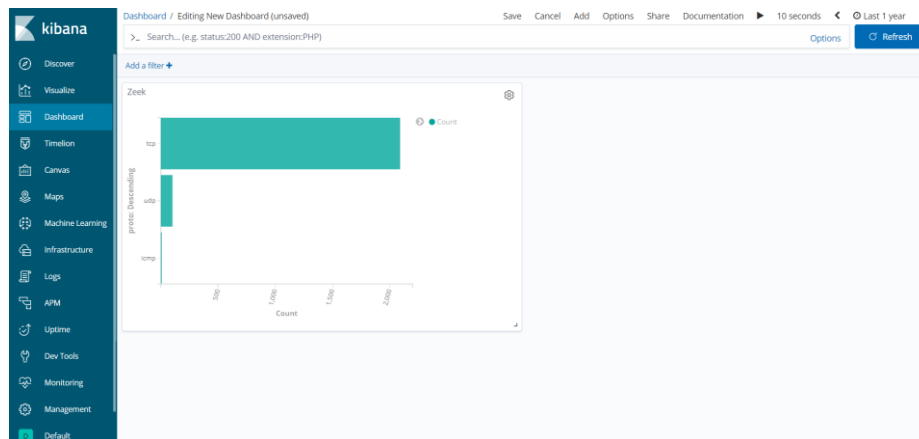 kibana
Discover
Visualize
Dashboard
Timelion
Canvas
Maps
Machine Learning
Infrastructure
Logs
APM
Uptime
Dev Tools
Monitoring
Management
D Default
Dashboard / Editing New Dashboard (unsaved) Save Cancel Add Options Share Documentation 10 seconds Last 1 year
>_ Search... (e.g. status:200 AND extension:PHP) Options Refresh
Add a filter +
Zeek
Count
tcp
udp
icmp
proto: Descending
500 1,000 1,500 2,000
Count